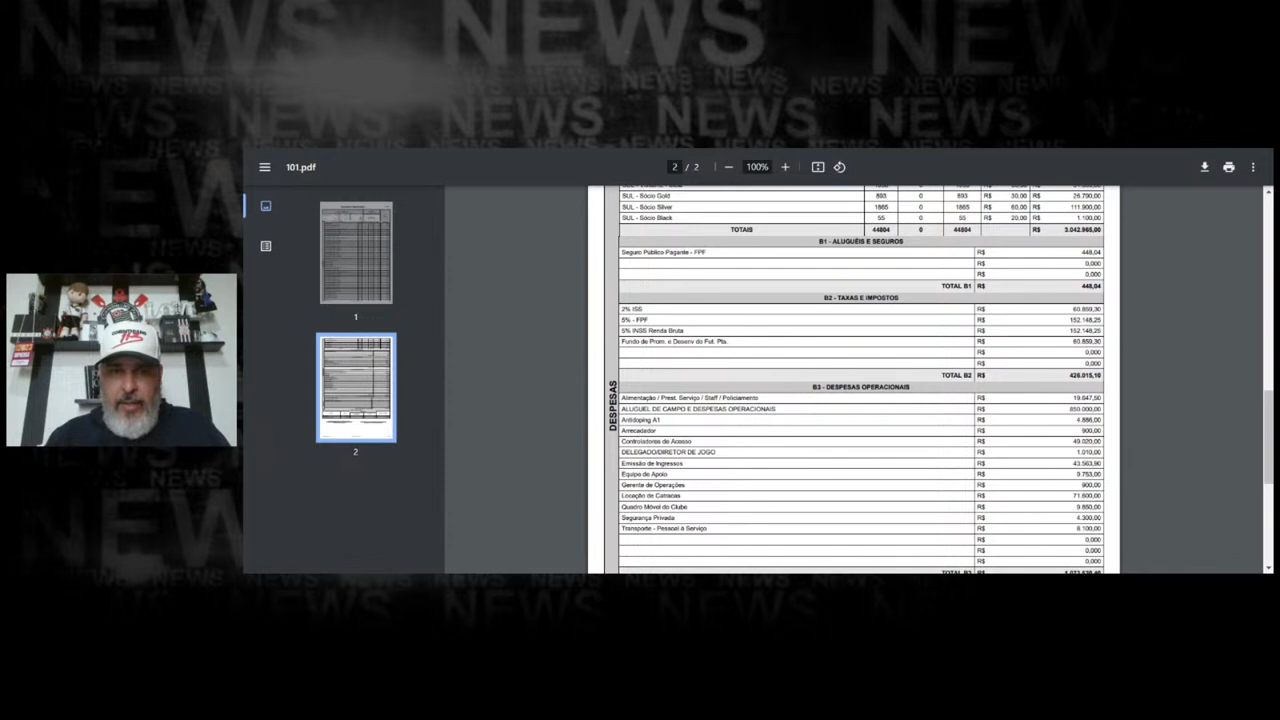 NEWS NEWS NEWS
101.pdf
2 / 2
100%
1
2
SUL - Sócio Gold 893 0 893 R$ 30,00 R$ 26.790,00
SUL - Sócio Silver 1865 0 1865 R$ 60,00 R$ 111.900,00
SUL - Sócio Black 55 0 55 R$ 20,00 R$ 1.100,00
TOTAIS 44804 0 44804 R$ 3.042.965,00
DESPESAS
B1 - ALUGUÉIS E SEGUROS
Seguro Público Pagante - FPF R$ 448,04
R$ 0,000
R$ 0,000
TOTAL B1 R$ 448,04
B2 - TAXAS E IMPOSTOS
2% ISS R$ 60.859,30
5% - FPF R$ 152.148,25
5% INSS Renda Bruta R$ 152.148,25
Fundo de Prom. e Desenv do Fut. Pta. R$ 60.859,30
R$ 0,000
R$ 0,000
TOTAL B2 R$ 426.015,10
B3 - DESPESAS OPERACIONAIS
Alimentação / Prest. Serviço / Staff / Policiamento R$ 19.647,50
ALUGUEL DE CAMPO E DESPESAS OPERACIONAIS R$ 850.000,00
Antidoping A1 R$ 4.886,00
Arrecadador R$ 900,00
Controladores de Acesso R$ 49.020,00
DELEGADO/DIRETOR DE JOGO R$ 1.010,00
Emissão de Ingressos R$ 43.563,90
Equipe de Apoio R$ 9.753,00
Gerente de Operações R$ 900,00
Locação de Catracas R$ 71.600,00
Quadro Móvel do Clube R$ 9.850,00
Segurança Privada R$ 4.300,00
Transporte - Pessoal à Serviço R$ 8.100,00
R$ 0,000
R$ 0,000
R$ 0,000
TOTAL B3 R$